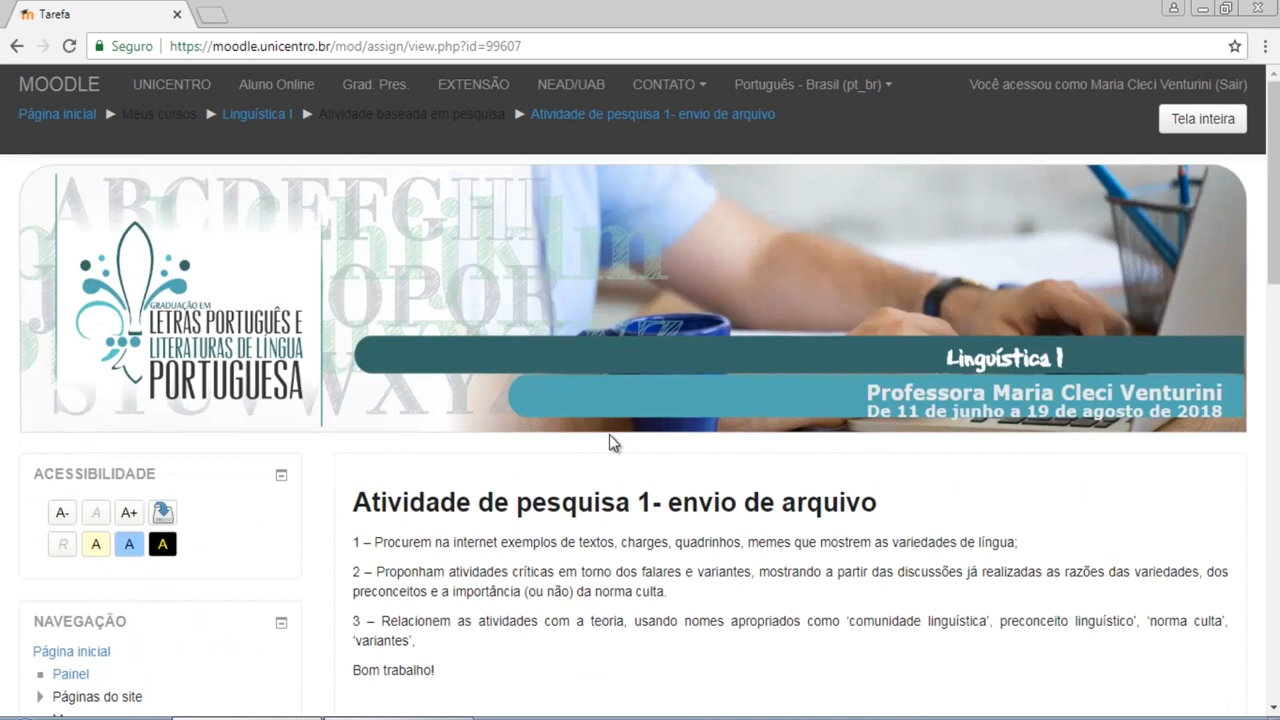 Tarefa
Seguro
https://moodle.unicentro.br/mod/assign/view.php?id=99607
MOODLE UNICENTRO Aluno Online Grad. Pres. EXTENSÃO NEAD/UAB CONTATO Português - Brasil (pt_br) Você acessou como Maria Cleci Venturini (Sair)
Página inicial ► Meus cursos ► Linguística I ► Atividade baseada em pesquisa ► Atividade de pesquisa 1- envio de arquivo
Tela inteira
GRADUAÇÃO EM
LETRAS PORTUGUÊS E
LITERATURAS DE LÍNGUA
PORTUGUESA
Linguística I
Professora Maria Cleci Venturini
De 11 de junho a 19 de agosto de 2018
ACESSIBILIDADE
A- A A+
R A A A
NAVEGAÇÃO
Página inicial
Painel
Páginas do site
Atividade de pesquisa 1- envio de arquivo
1 – Procurem na internet exemplos de textos, charges, quadrinhos, memes que mostrem as variedades de língua;
2 – Proponham atividades críticas em torno dos falares e variantes, mostrando a partir das discussões já realizadas as razões das variedades, dos
preconceitos e a importância (ou não) da norma culta.
3 – Relacionem as atividades com a teoria, usando nomes apropriados como ‘comunidade linguística’, preconceito linguístico’, ‘norma culta’,
‘variantes’,
Bom trabalho!